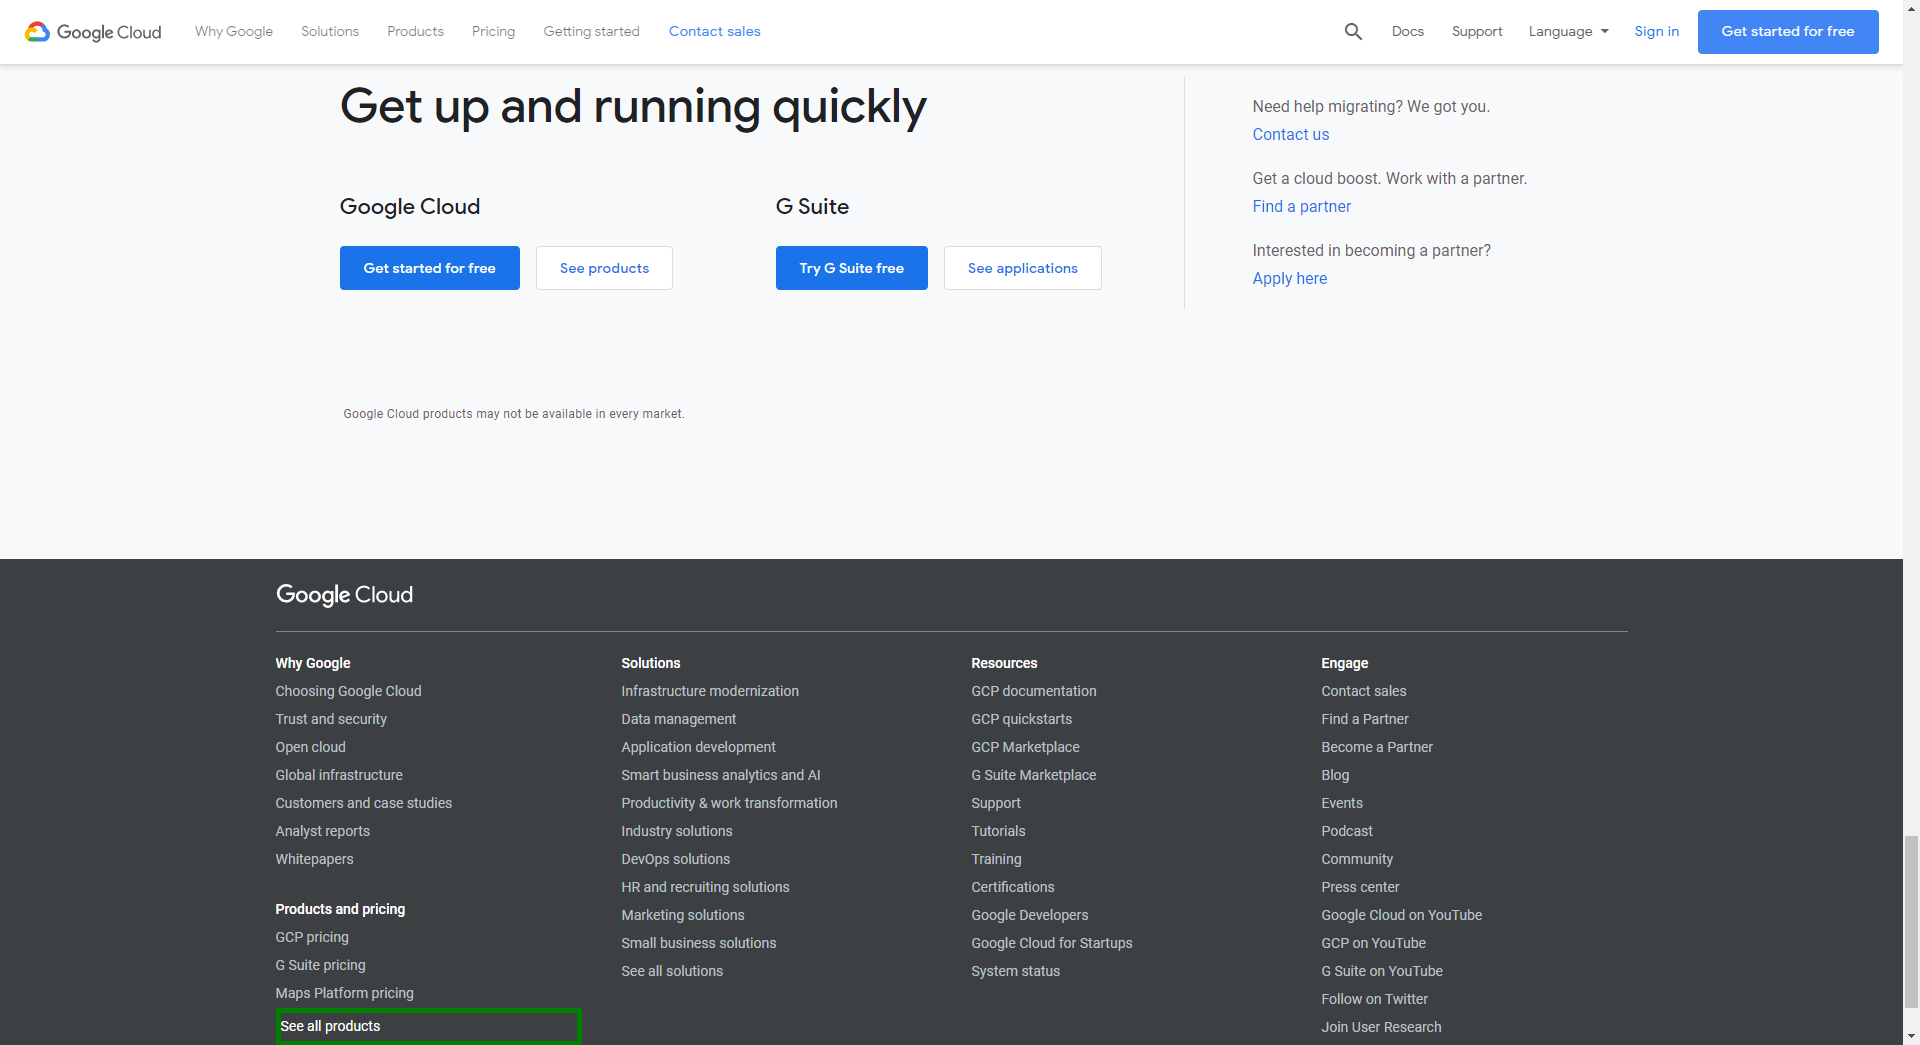 Google Cloud
Why Google
Solutions
Products
Pricing
Getting started
Contact sales
Docs
Support
Language
Sign in
Get started for free
Get up and running quickly
Google Cloud
Get started for free
See products
G Suite
Try G Suite free
See applications
Need help migrating? We got you.
Contact us
Get a cloud boost. Work with a partner.
Find a partner
Interested in becoming a partner?
Apply here
Google Cloud products may not be available in every market.
Google Cloud
Why Google
Choosing Google Cloud
Trust and security
Open cloud
Global infrastructure
Customers and case studies
Analyst reports
Whitepapers
Products and pricing
GCP pricing
G Suite pricing
Maps Platform pricing
See all products
Solutions
Infrastructure modernization
Data management
Application development
Smart business analytics and AI
Productivity & work transformation
Industry solutions
DevOps solutions
HR and recruiting solutions
Marketing solutions
Small business solutions
See all solutions
Resources
GCP documentation
GCP quickstarts
GCP Marketplace
G Suite Marketplace
Support
Tutorials
Training
Certifications
Google Developers
Google Cloud for Startups
System status
Engage
Contact sales
Find a Partner
Become a Partner
Blog
Events
Podcast
Community
Press center
Google Cloud on YouTube
GCP on YouTube
G Suite on YouTube
Follow on Twitter
Join User Research